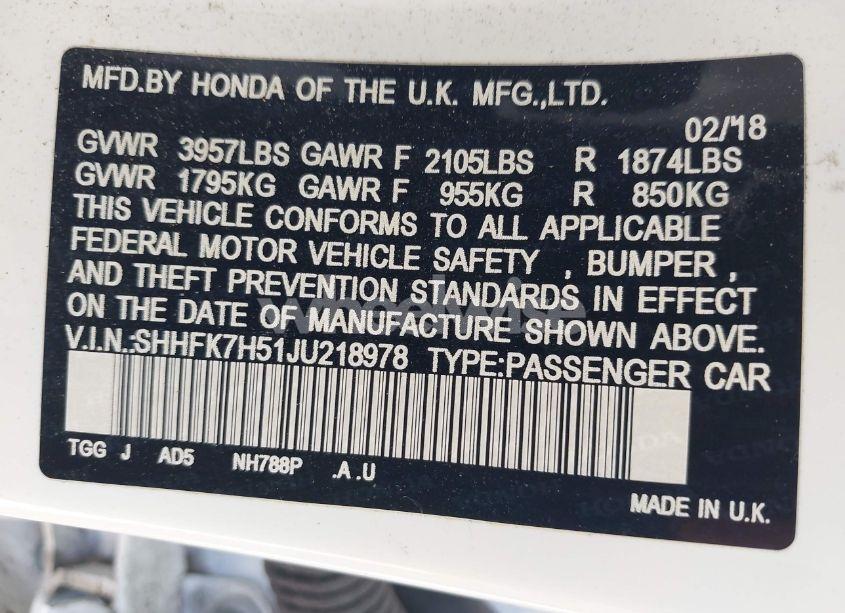 MFD.BY HONDA OF THE U.K. MFG.,LTD.
02/'18
GVWR 3957LBS GAWR F 2105LBS R 1874LBS
GVWR 1795KG GAWR F 955KG R 850KG
THIS VEHICLE CONFORMS TO ALL APPLICABLE
FEDERAL MOTOR VEHICLE SAFETY , BUMPER ,
AND THEFT PREVENTION STANDARDS IN EFFECT
ON THE DATE OF MANUFACTURE SHOWN ABOVE.
V.I.N.:SHHFK7H51JU218978 TYPE:PASSENGER CAR
TGG J AD5 NH788P .A .U
MADE IN U.K.